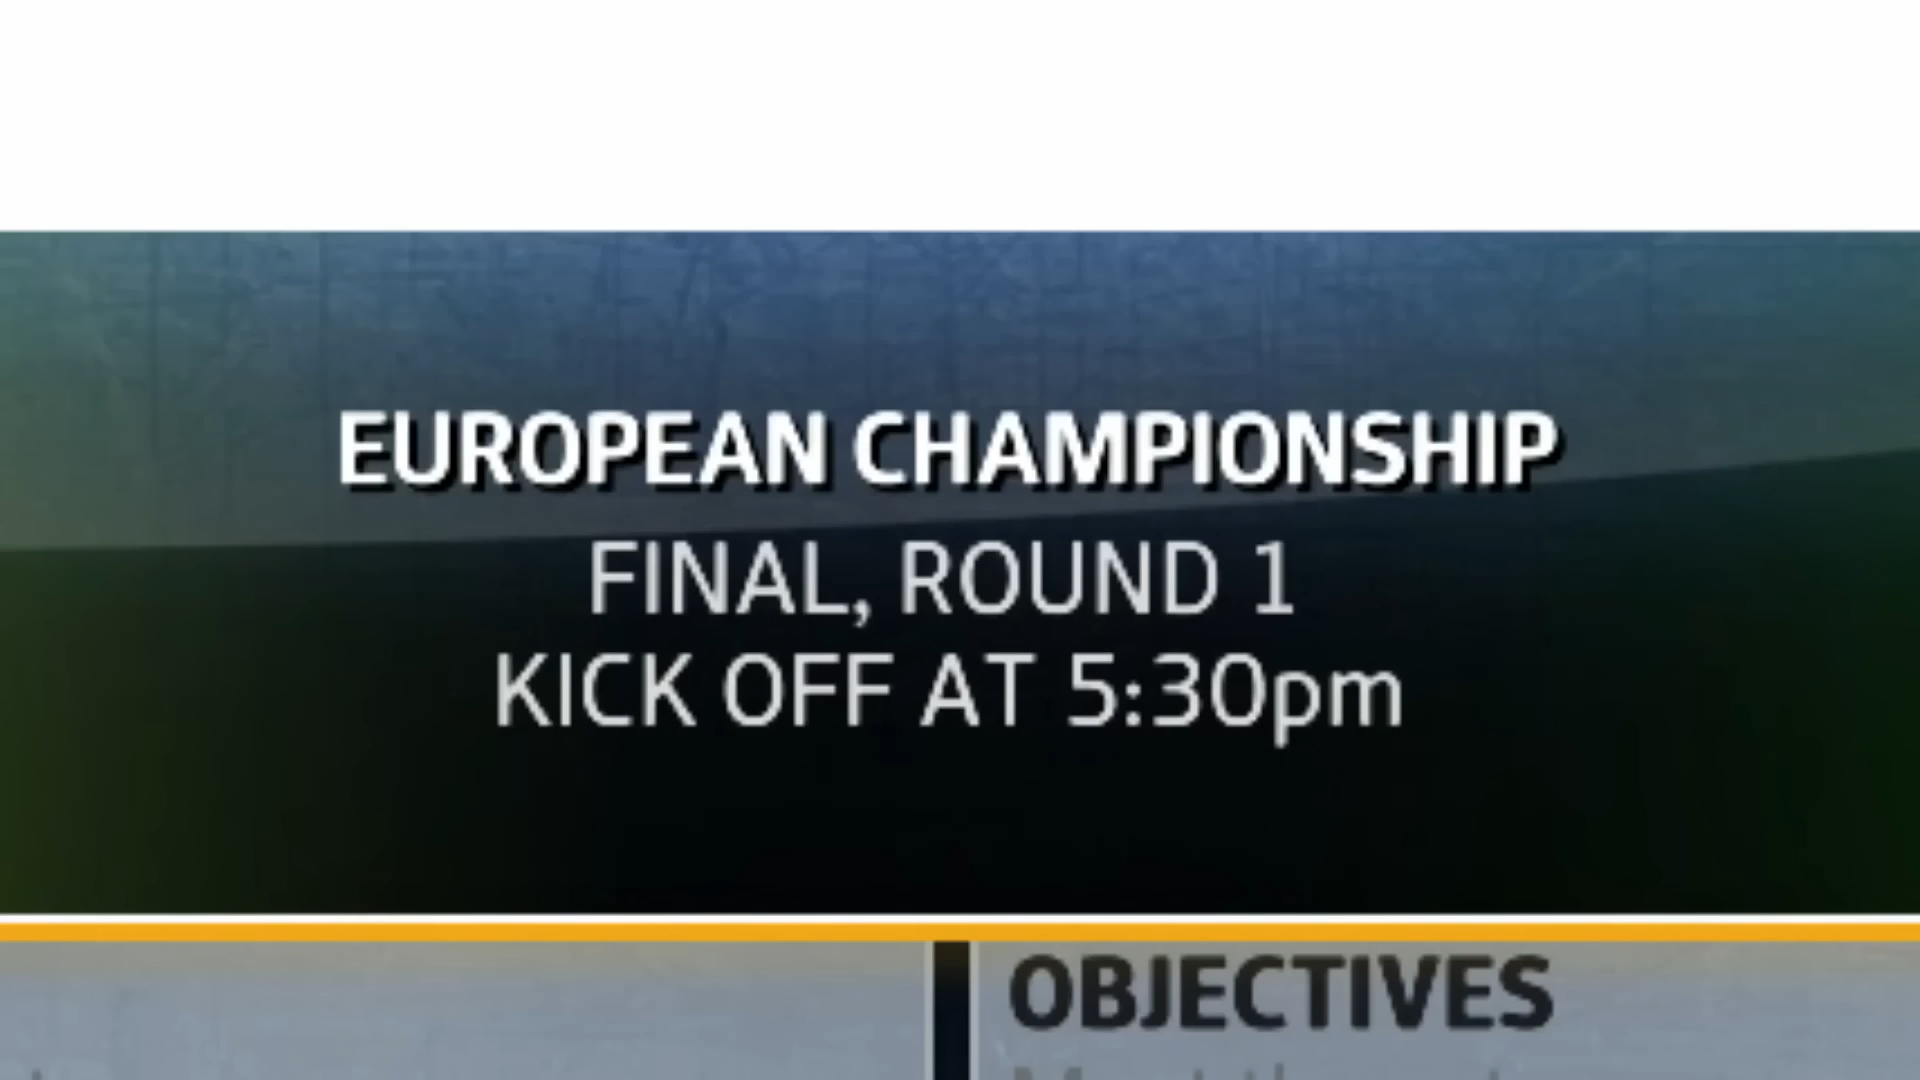 EUROPEAN CHAMPIONSHIP
FINAL, ROUND 1
KICK OFF AT 5:30pm
OBJECTIVES